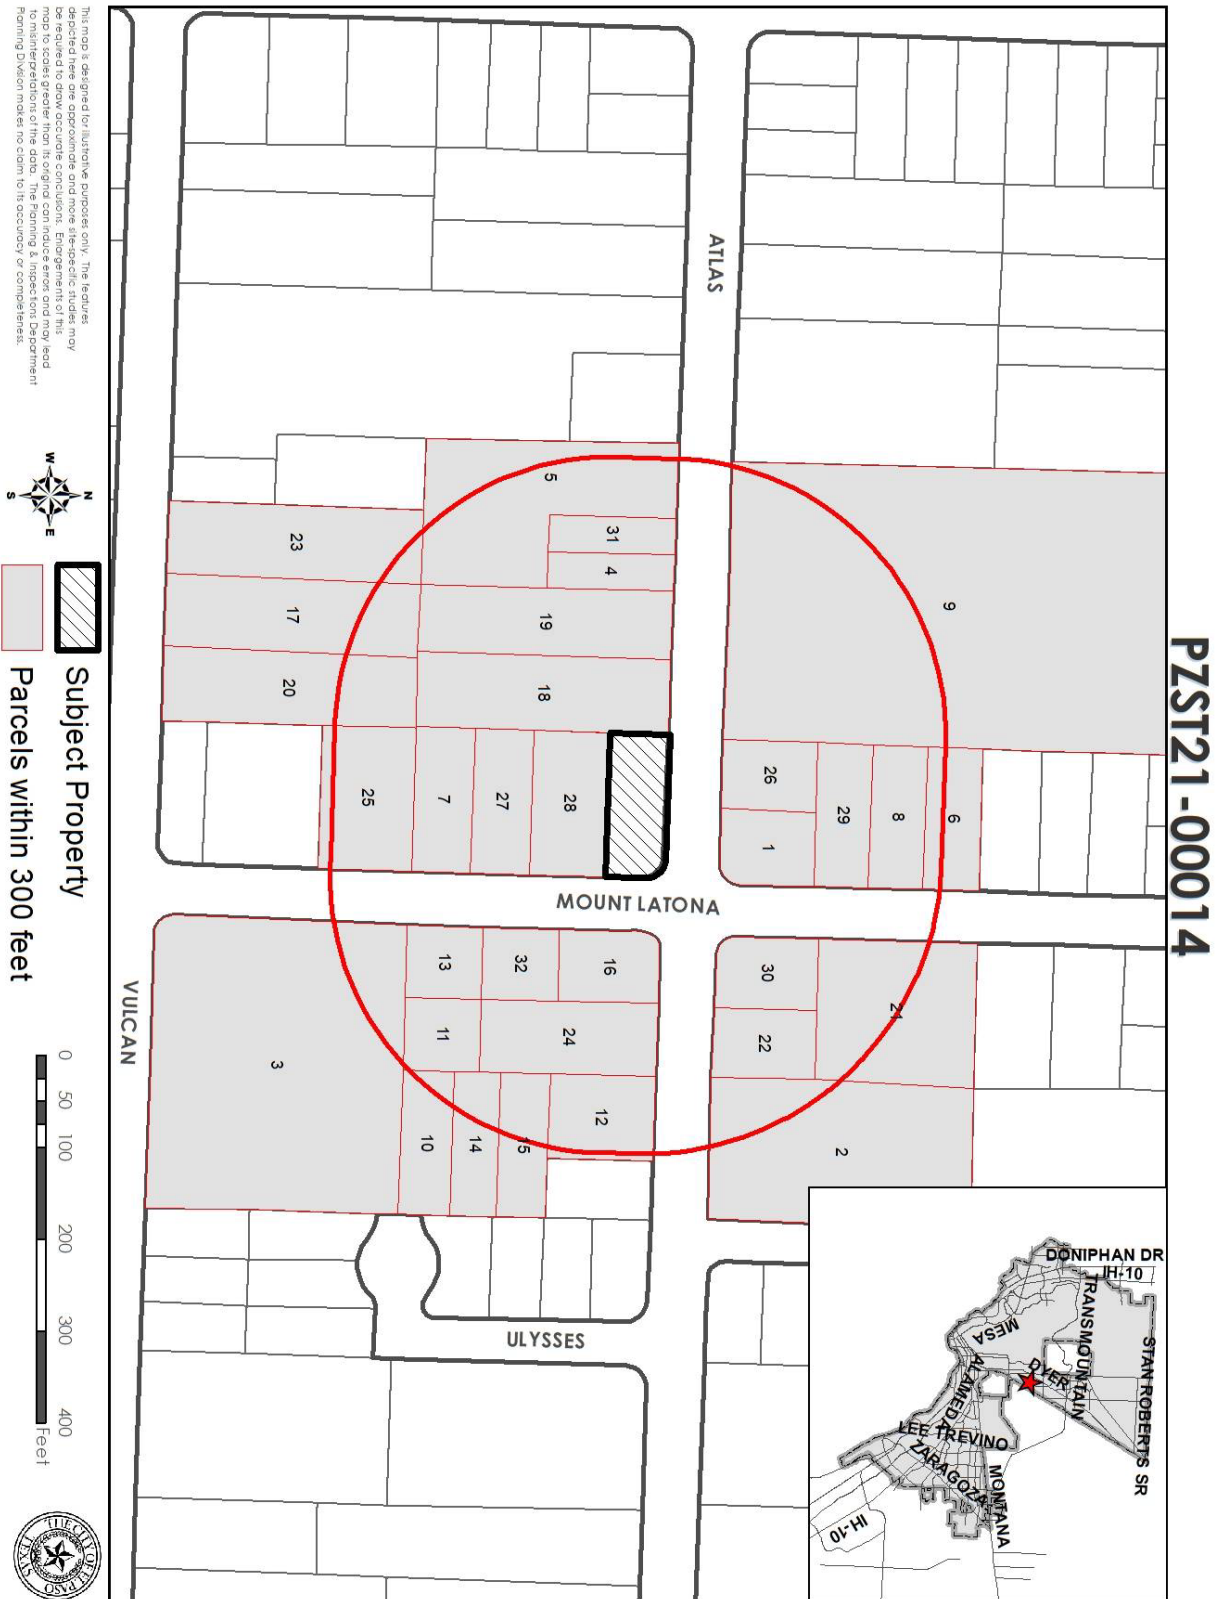 PZST21-00014
DONIPHAN DR
IH-10
TRANSMOUNTAIN
STAN ROBERTS SR
MESA
DYER
ALAMEDA
LEE TREVINO
ZARAGOZA
MONTANA
IH-10
ATLAS
MOUNT LATONA
VULCAN
ULYSSES
9
5
31
4
19
18
23
17
20
26
1
29
8
6
28
27
7
25
30
22
21
2
16
32
13
24
11
12
15
14
10
3
This map is designed for illustrative purposes only. The features
depicted here are approximate and more site-specific studies may
be required to draw accurate conclusions. Enlargements of this
map to scales greater than its original can induce errors and may lead
to misinterpretations of the data. The Planning & Inspections Department
Planning Division makes no claim to its accuracy or completeness.
N
W
E
S
Subject Property
Parcels within 300 feet
0 50 100 200 300 400
Feet
THE CITY OF EL PASO
TEXAS